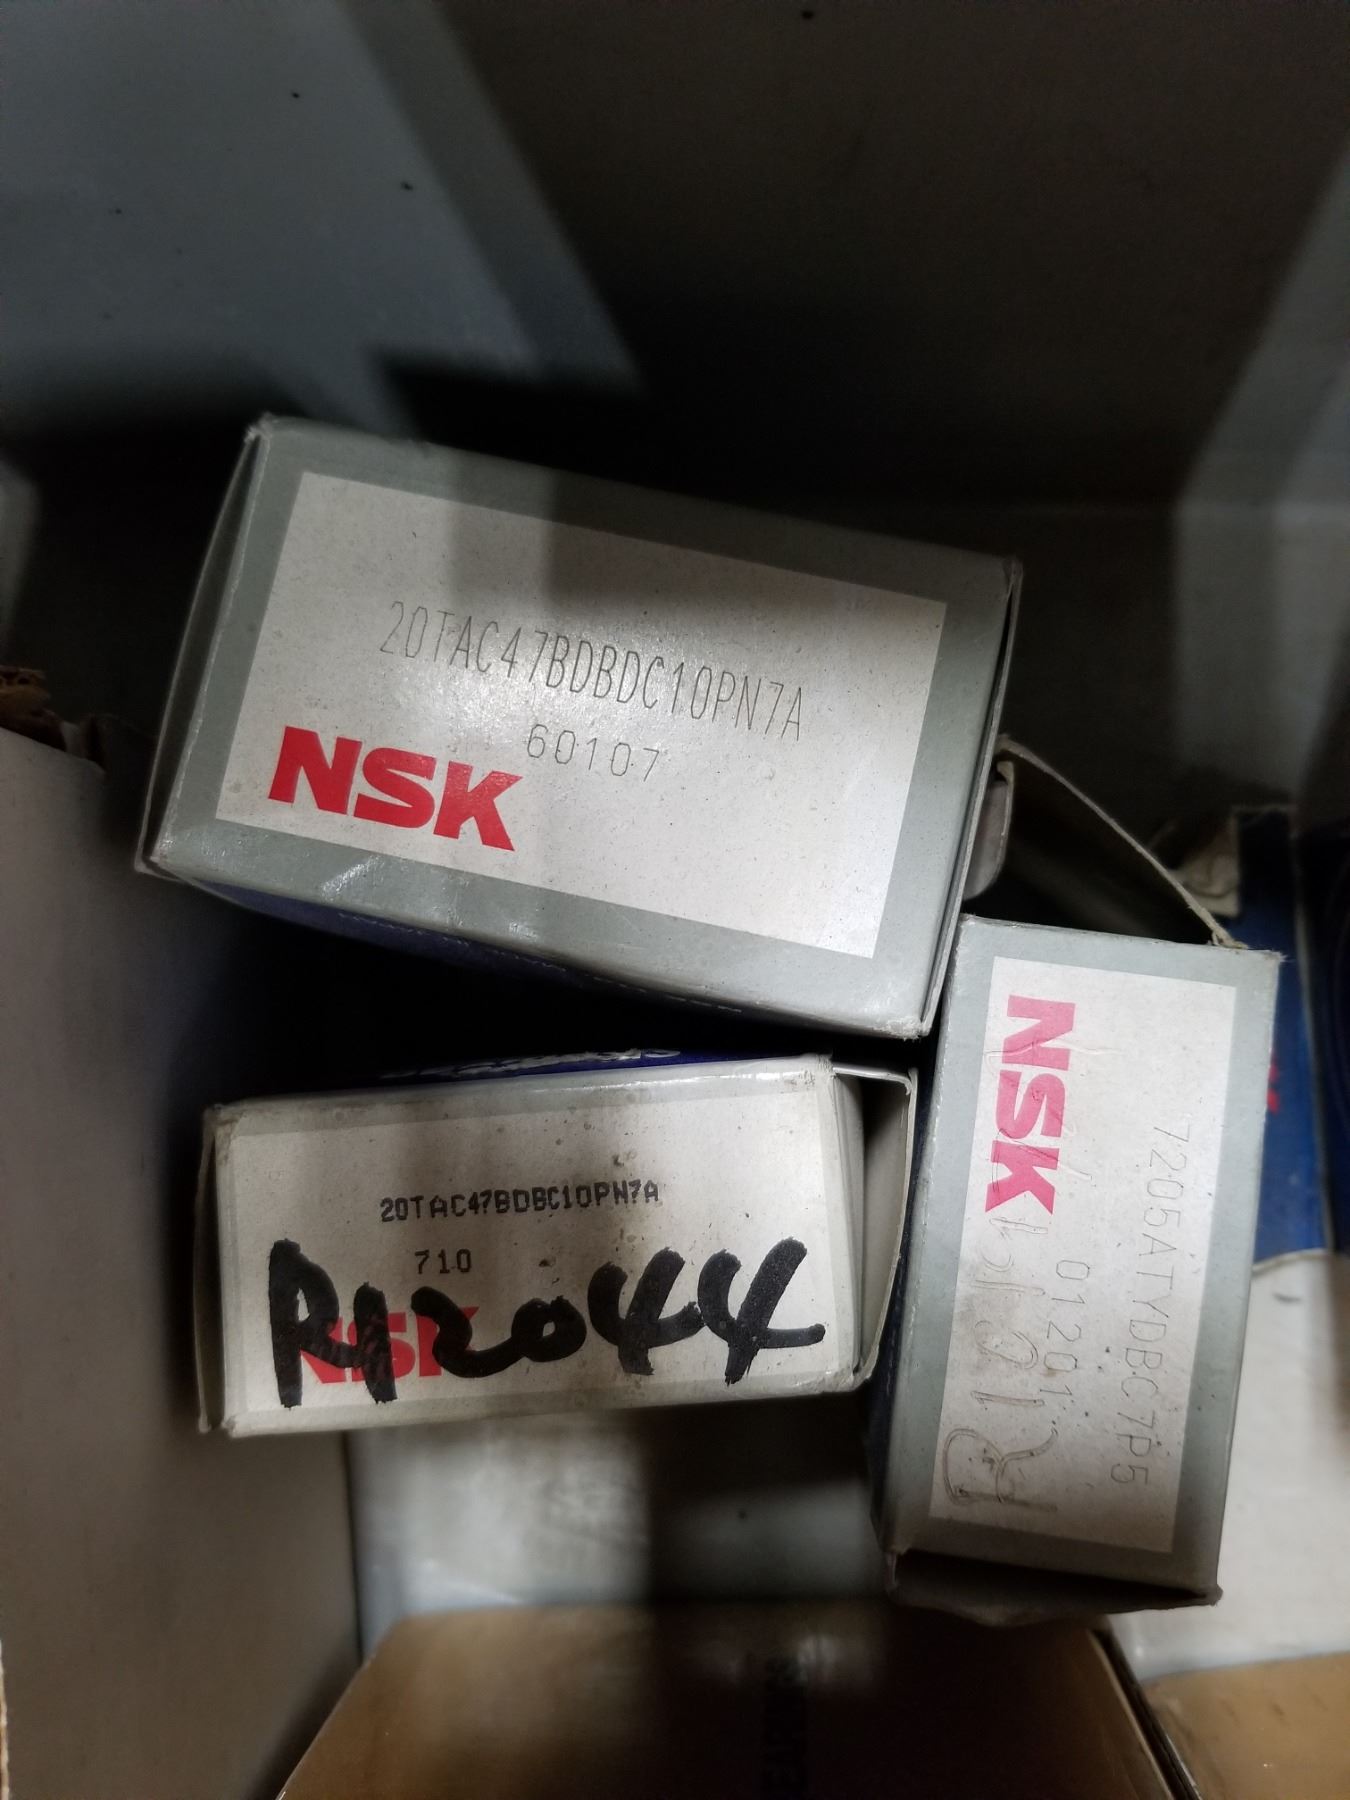 20TAC47BDBDC10PN7A
60107
NSK
20TAC47BDBC10PN7A
710
NSK
R12044
NSK
7205ATYDBC7P5
01201